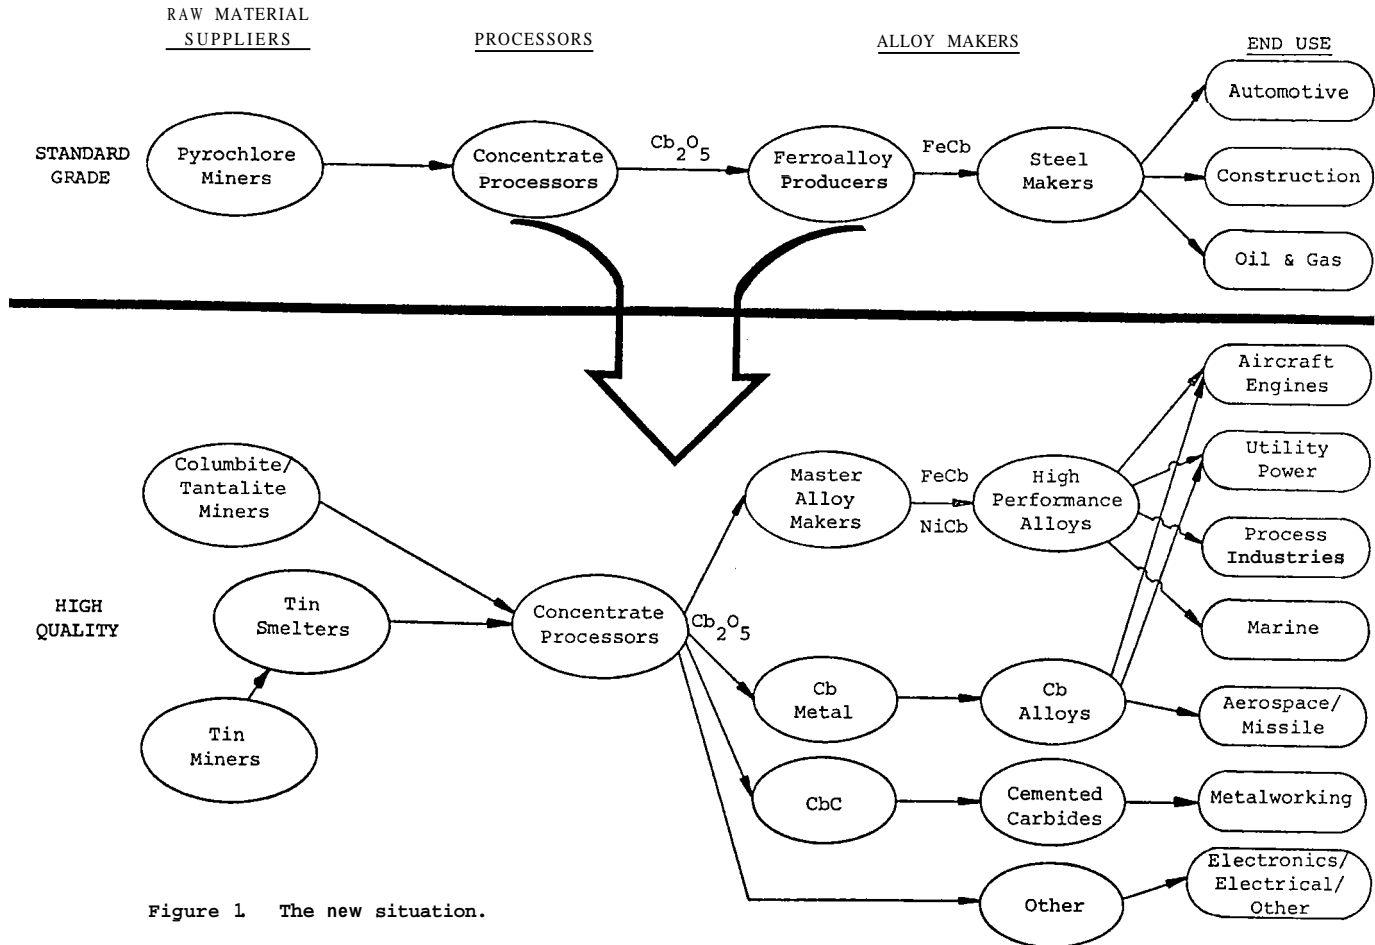 RAW MATERIAL
SUPPLIERS
PROCESSORS
ALLOY MAKERS
END USE
STANDARD
GRADE
Pyrochlore
Miners
Concentrate
Processors
Cb2O5
Ferroalloy
Producers
FeCb
Steel
Makers
Automotive
Construction
Oil & Gas
HIGH
QUALITY
Columbite/
Tantalite
Miners
Tin
Smelters
Tin
Miners
Concentrate
Processors
Cb2O5
Master
Alloy
Makers
FeCb
NiCb
High
Performance
Alloys
Cb
Metal
Cb
Alloys
CbC
Cemented
Carbides
Other
Aircraft
Engines
Utility
Power
Process
Industries
Marine
Aerospace/
Missile
Metalworking
Electronics/
Electrical/
Other
Figure 1. The new situation.